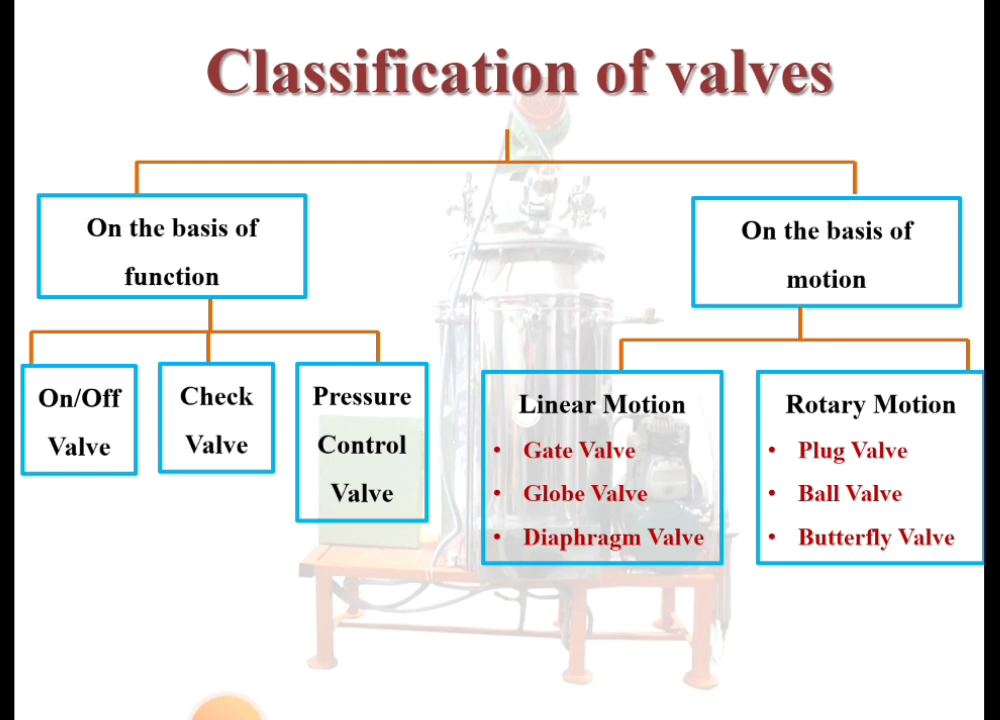 Classification of valves
On the basis of
function
On the basis of
motion
On/Off
Valve
Check
Valve
Pressure
Control
Valve
Linear Motion
• Gate Valve
• Globe Valve
• Diaphragm Valve
Rotary Motion
• Plug Valve
• Ball Valve
• Butterfly Valve